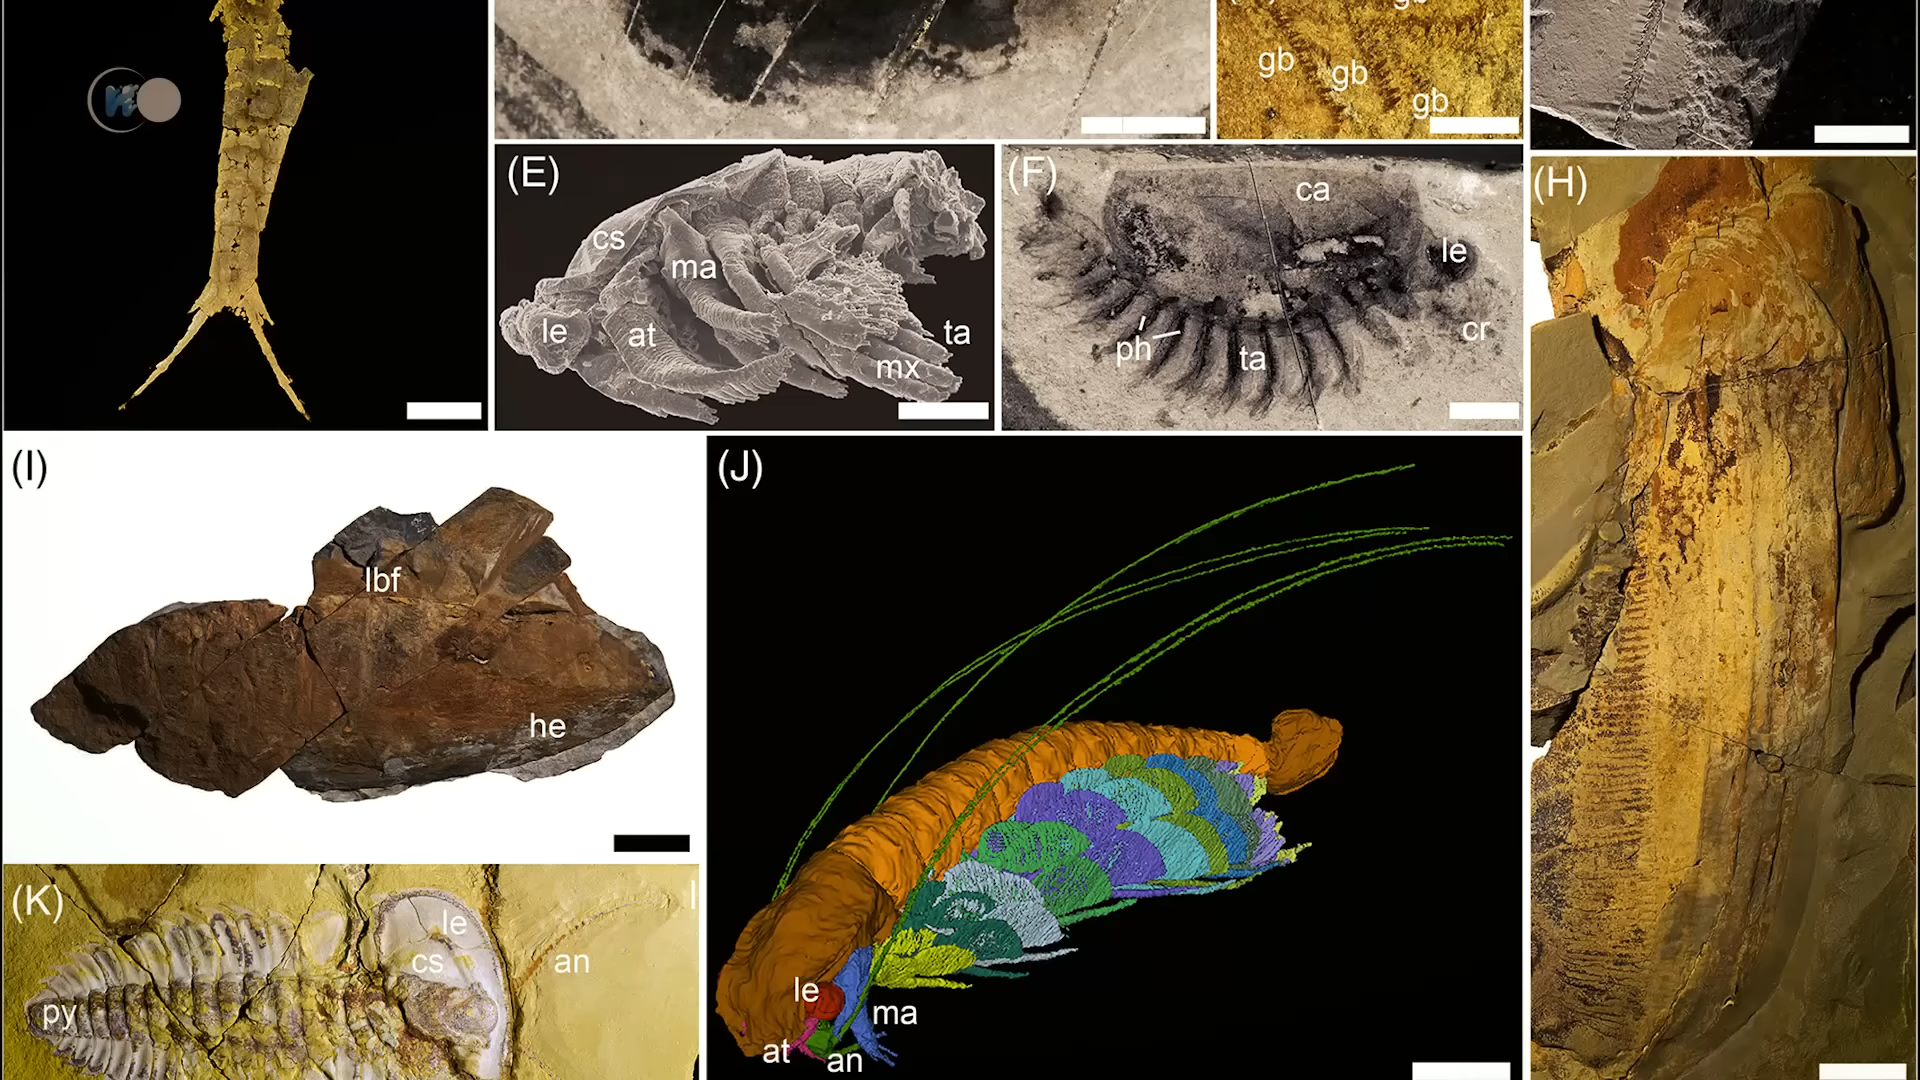 gb
gb
gb
gb
(E)
cs
ma
le
at
ta
mx
(F)
ca
le
ph
ta
cr
(H)
(I)
lbf
he
(J)
le
ma
at
an
(K)
le
cs
an
py